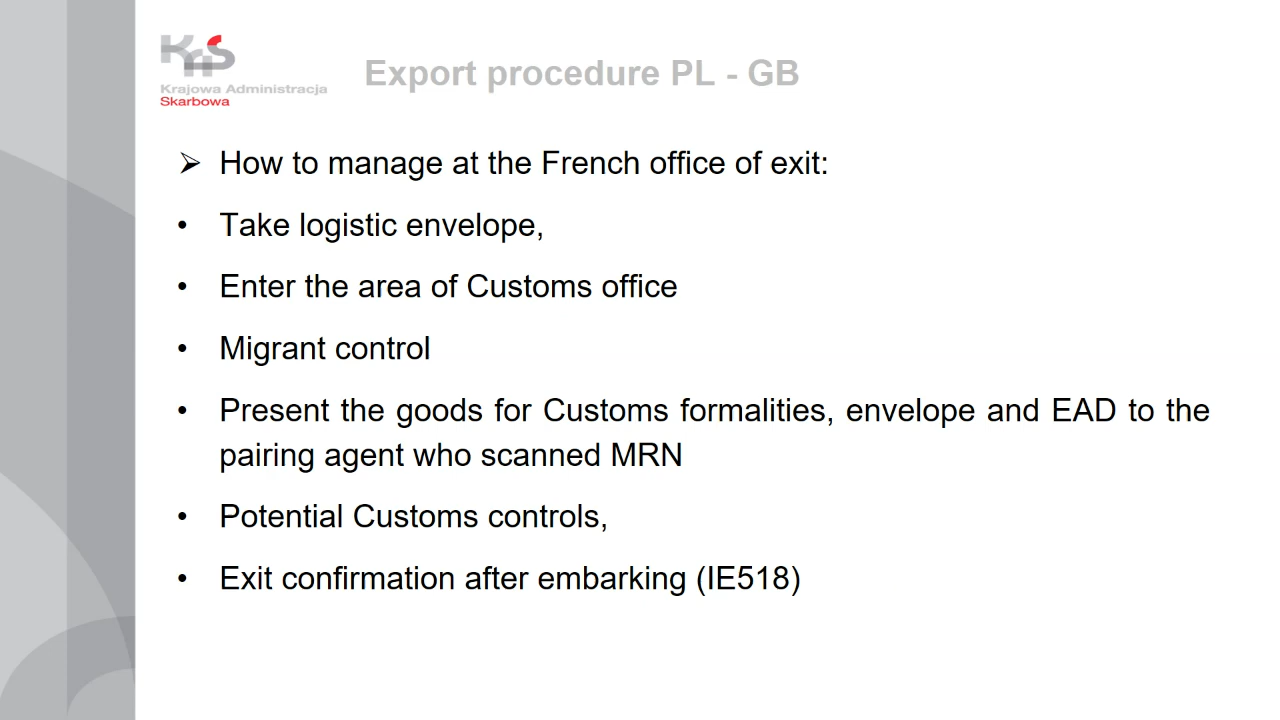 KAS
Krajowa Administracja
Skarbowa
Export procedure PL - GB
➢ How to manage at the French office of exit:
• Take logistic envelope,
• Enter the area of Customs office
• Migrant control
• Present the goods for Customs formalities, envelope and EAD to the
pairing agent who scanned MRN
• Potential Customs controls,
• Exit confirmation after embarking (IE518)